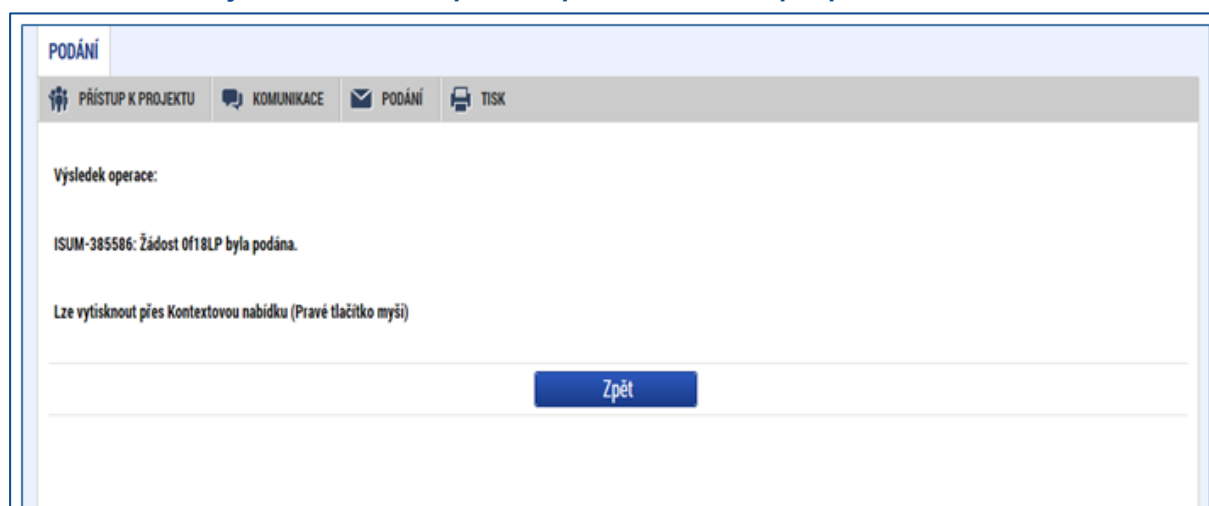 PODÁNÍ
PŘÍSTUP K PROJEKTU KOMUNIKACE PODÁNÍ TISK
Výsledek operace:
ISUM-385586: Žádost 0f18LP byla podána.
Lze vytisknout přes Kontextovou nabídku (Pravé tlačítko myši)
Zpět